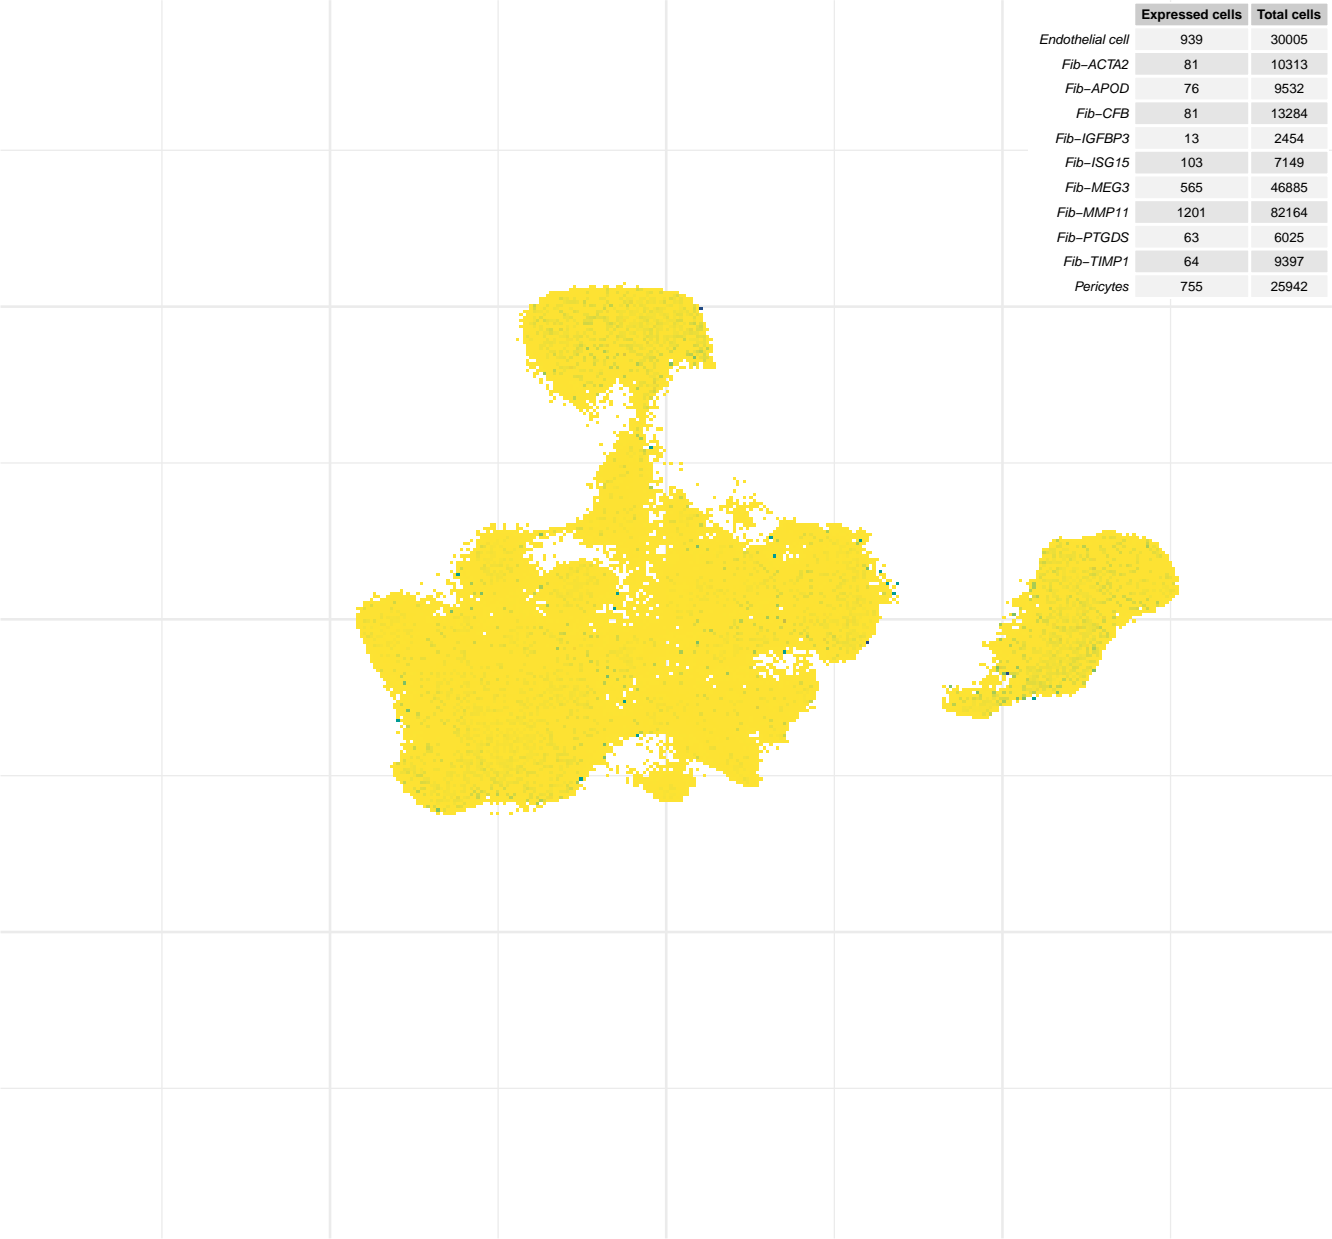 Expressed cells Total cells
Endothelial cell 939 30005
Fib−ACTA2 81 10313
Fib−APOD 76 9532
Fib−CFB 81 13284
Fib−IGFBP3 13 2454
Fib−ISG15 103 7149
Fib−MEG3 565 46885
Fib−MMP11 1201 82164
Fib−PTGDS 63 6025
Fib−TIMP1 64 9397
Pericytes 755 25942